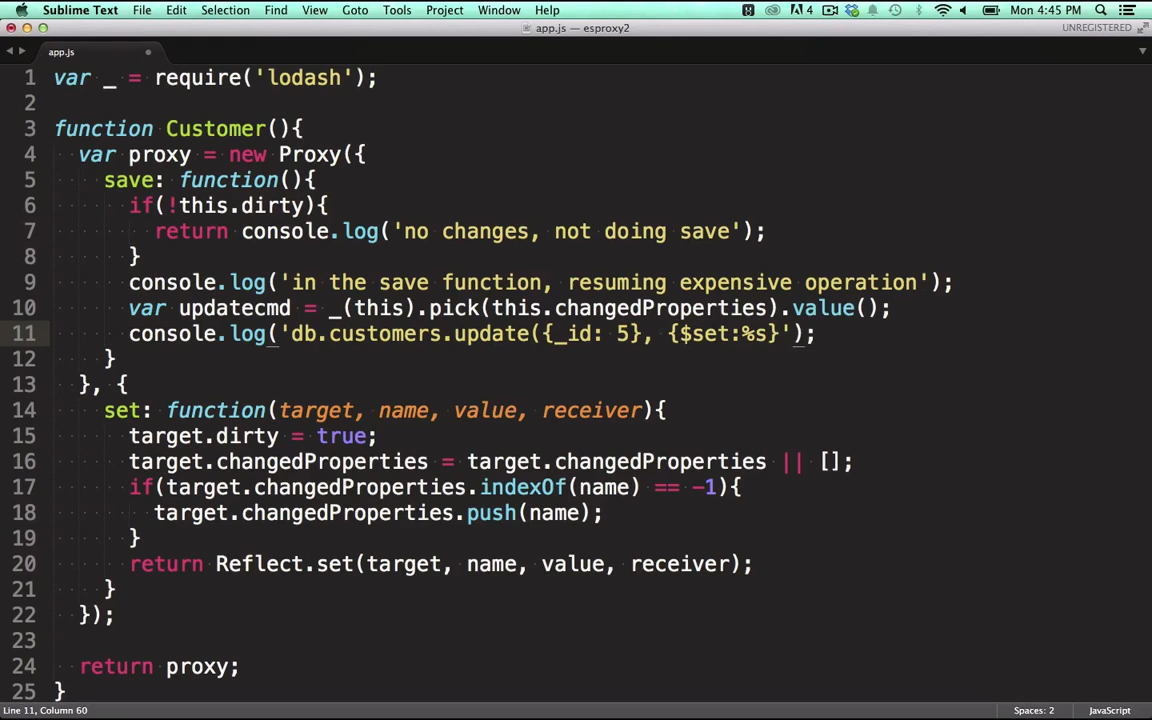 Sublime Text File Edit Selection Find View Goto Tools Project Window Help 4 Mon 4:45 PM
app.js — esproxy2 UNREGISTERED
app.js
1 var _ = require('lodash');
2
3 function Customer(){
4 var proxy = new Proxy({
5 save: function(){
6 if(!this.dirty){
7 return console.log('no changes, not doing save');
8 }
9 console.log('in the save function, resuming expensive operation');
10 var updatecmd = _(this).pick(this.changedProperties).value();
11 console.log('db.customers.update({_id: 5}, {$set:%s}');
12 }
13 }, {
14 set: function(target, name, value, receiver){
15 target.dirty = true;
16 target.changedProperties = target.changedProperties || [];
17 if(target.changedProperties.indexOf(name) == -1){
18 target.changedProperties.push(name);
19 }
20 return Reflect.set(target, name, value, receiver);
21 }
22 });
23
24 return proxy;
25 }
Line 11, Column 60 Spaces: 2 JavaScript